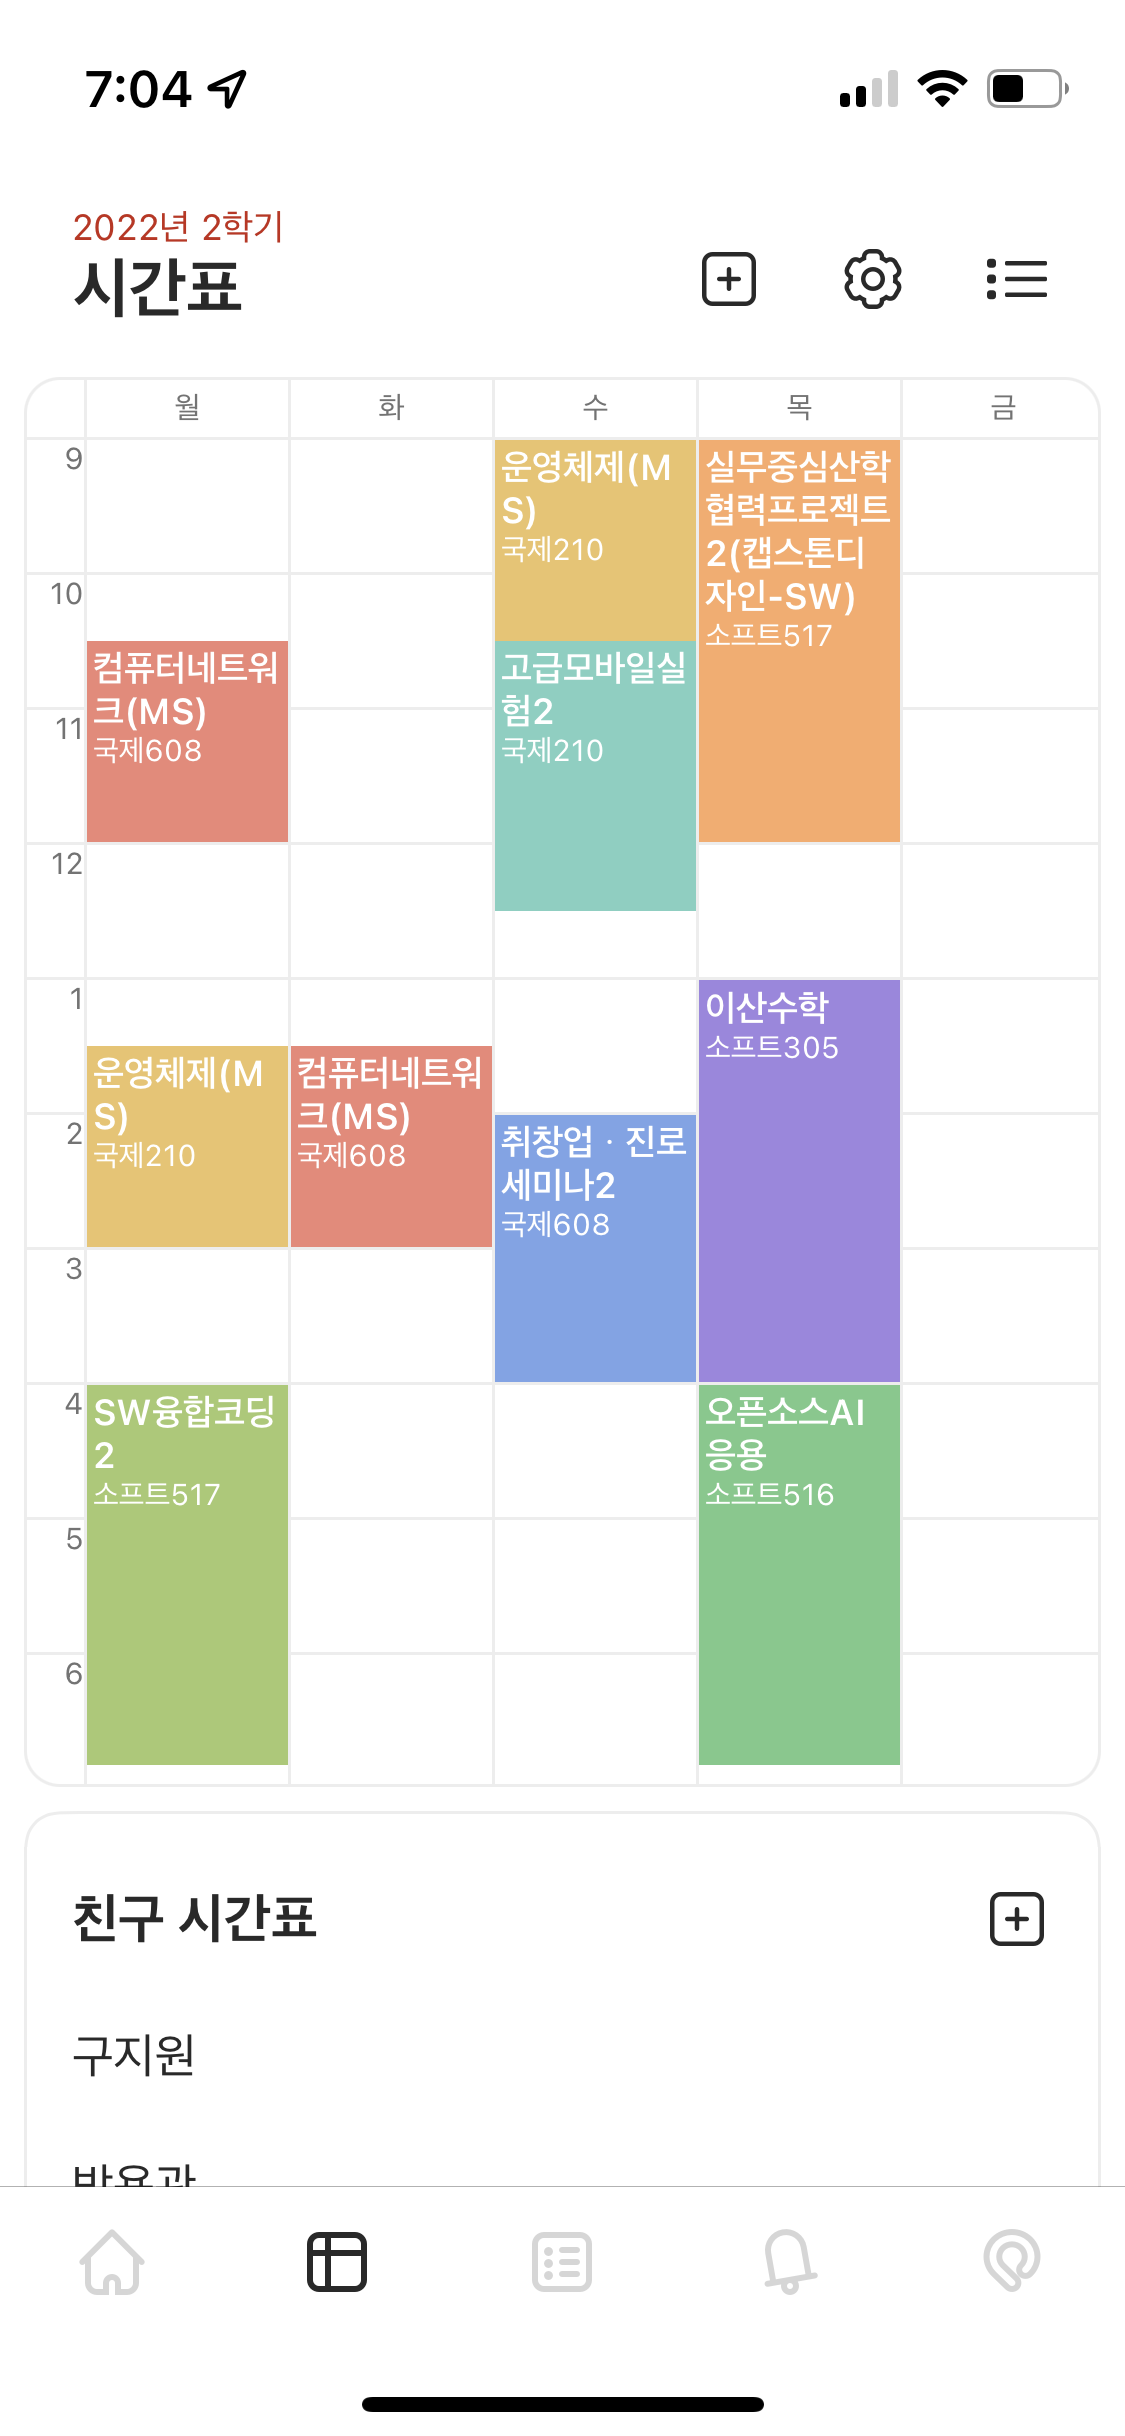 7:04
2022년 2학기
시간표
월 화 수 목 금
9
10
11
12
1
2
3
4
5
6
컴퓨터네트워
크(MS)
국제608
운영체제(M
S)
국제210
SW융합코딩
2
소프트517
컴퓨터네트워
크(MS)
국제608
운영체제(M
S)
국제210
고급모바일실
험2
국제210
취창업 · 진로
세미나2
국제608
실무중심산학
협력프로젝트
2(캡스톤디
자인-SW)
소프트517
이산수학
소프트305
오픈소스AI
응용
소프트516
친구 시간표
구지원